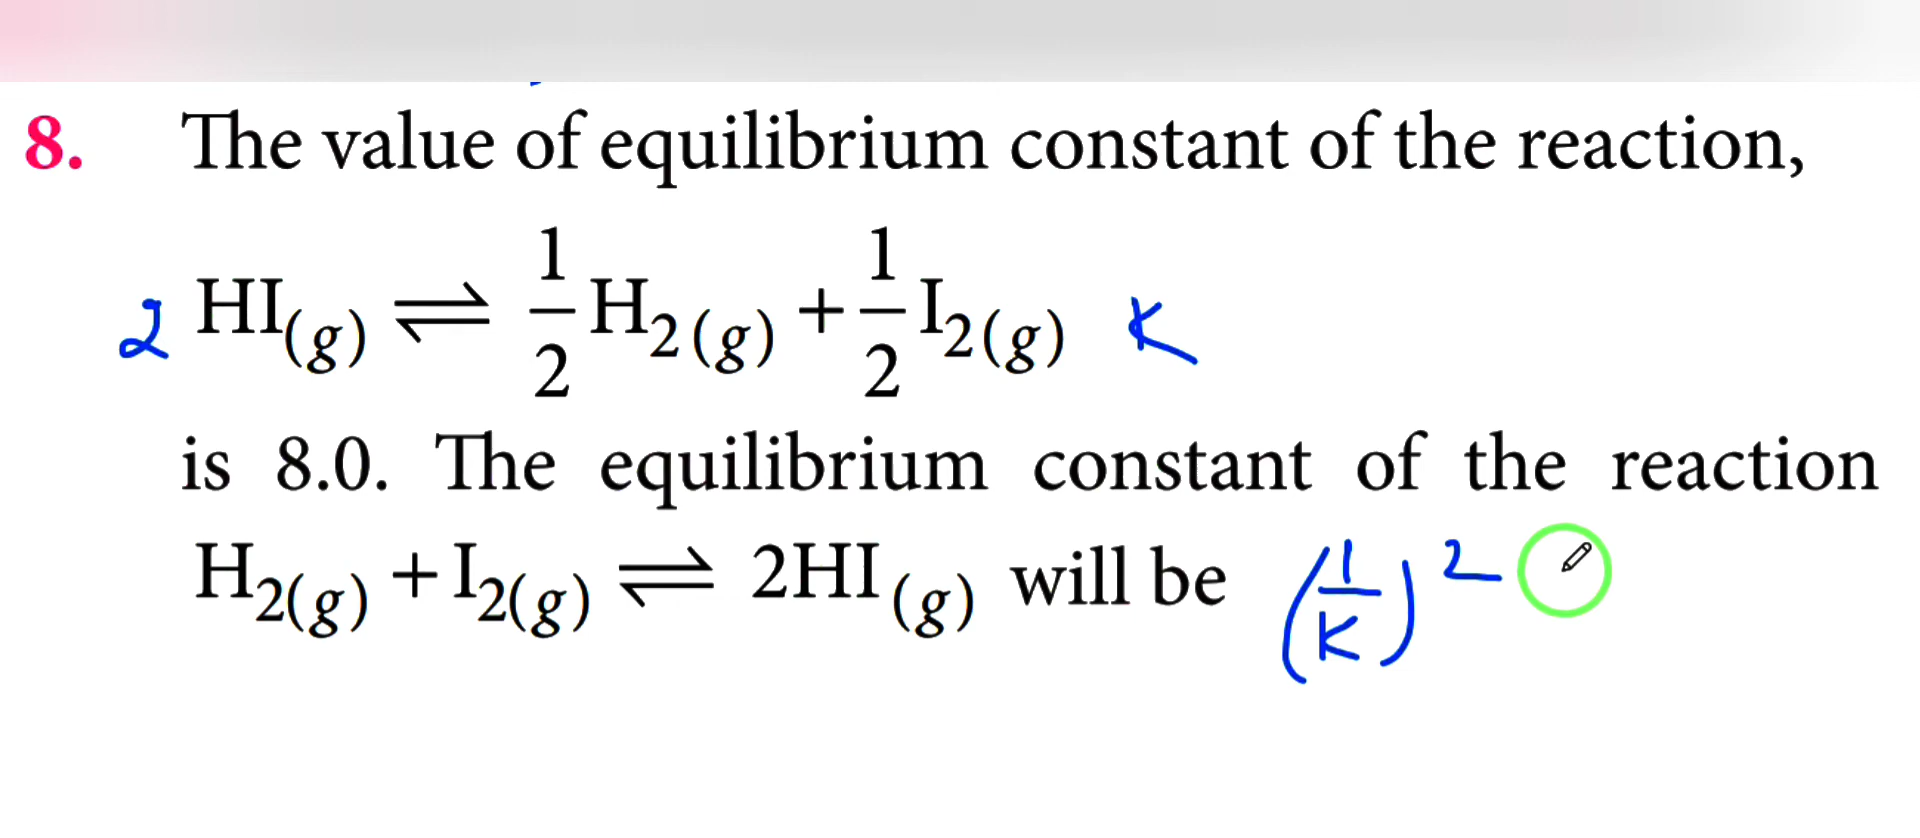 8. The value of equilibrium constant of the reaction,
2 HI(g) ⇌ 1/2 H2(g) + 1/2 I2(g) K
is 8.0. The equilibrium constant of the reaction
H2(g) + I2(g) ⇌ 2HI(g) will be (1/K)²